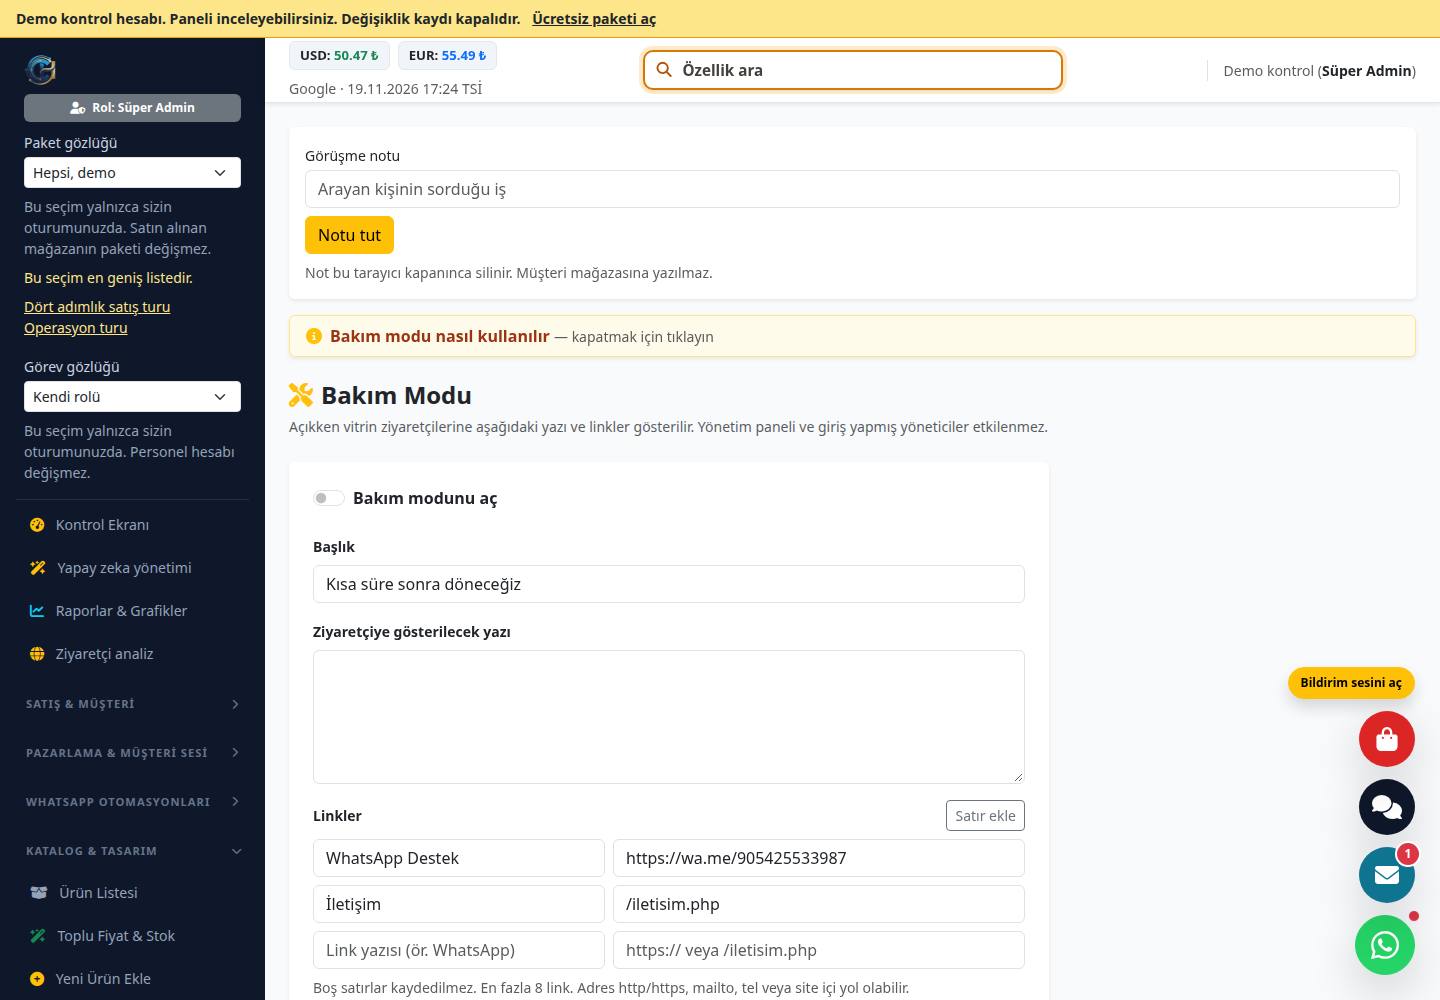 Demo kontrol hesabı. Paneli inceleyebilirsiniz. Değişiklik kaydı kapalıdır. Ücretsiz paketi aç
USD: 50.47 ₺ EUR: 55.49 ₺
Google · 19.11.2026 17:24 TSİ
Özellik ara
Demo kontrol (Süper Admin)
Rol: Süper Admin
Paket gözlüğü
Hepsi, demo
Bu seçim yalnızca sizin
oturumunuzda. Satın alınan
mağazanın paketi değişmez.
Bu seçim en geniş listedir.
Dört adımlık satış turu
Operasyon turu
Görev gözlüğü
Kendi rolü
Bu seçim yalnızca sizin
oturumunuzda. Personel hesabı
değişmez.
Kontrol Ekranı
Yapay zeka yönetimi
Raporlar & Grafikler
Ziyaretçi analiz
SATIŞ & MÜŞTERİ
PAZARLAMA & MÜŞTERİ SESİ
WHATSAPP OTOMASYONLARI
KATALOG & TASARIM
Ürün Listesi
Toplu Fiyat & Stok
Yeni Ürün Ekle
Görüşme notu
Arayan kişinin sorduğu iş
Notu tut
Not bu tarayıcı kapanınca silinir. Müşteri mağazasına yazılmaz.
Bakım modu nasıl kullanılır — kapatmak için tıklayın
Bakım Modu
Açıkken vitrin ziyaretçilerine aşağıdaki yazı ve linkler gösterilir. Yönetim paneli ve giriş yapmış yöneticiler etkilenmez.
Bakım modunu aç
Başlık
Kısa süre sonra döneceğiz
Ziyaretçiye gösterilecek yazı
Linkler
Satır ekle
WhatsApp Destek https://wa.me/905425533987
İletişim /iletisim.php
Link yazısı (ör. WhatsApp) https:// veya /iletisim.php
Boş satırlar kaydedilmez. En fazla 8 link. Adres http/https, mailto, tel veya site içi yol olabilir.
Bildirim sesini aç
1